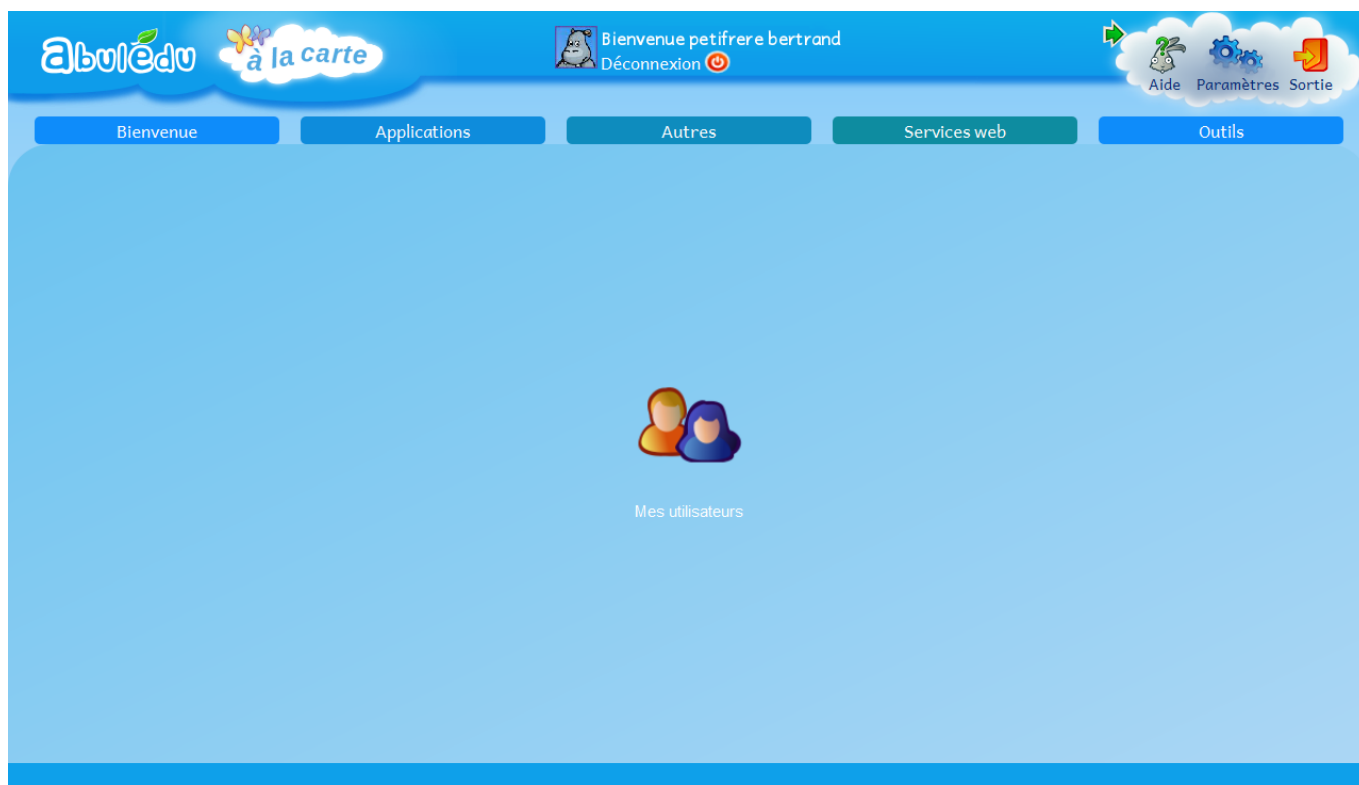 abulédu
à la carte
Bienvenue petifrere bertrand
Déconnexion
Aide Paramètres Sortie
Bienvenue Applications Autres Services web Outils
Mes utilisateurs